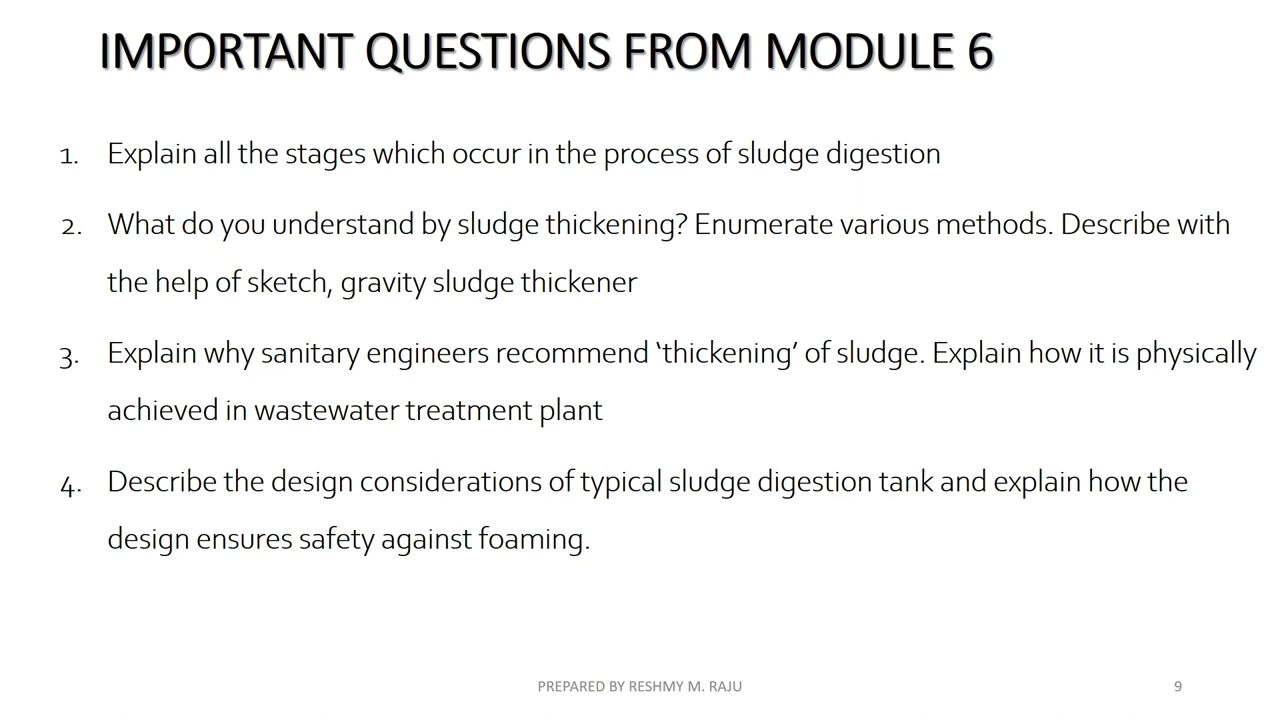 IMPORTANT QUESTIONS FROM MODULE 6
1. Explain all the stages which occur in the process of sludge digestion
2. What do you understand by sludge thickening? Enumerate various methods. Describe with
the help of sketch, gravity sludge thickener
3. Explain why sanitary engineers recommend ‘thickening’ of sludge. Explain how it is physically
achieved in wastewater treatment plant
4. Describe the design considerations of typical sludge digestion tank and explain how the
design ensures safety against foaming.
PREPARED BY RESHMY M. RAJU 9